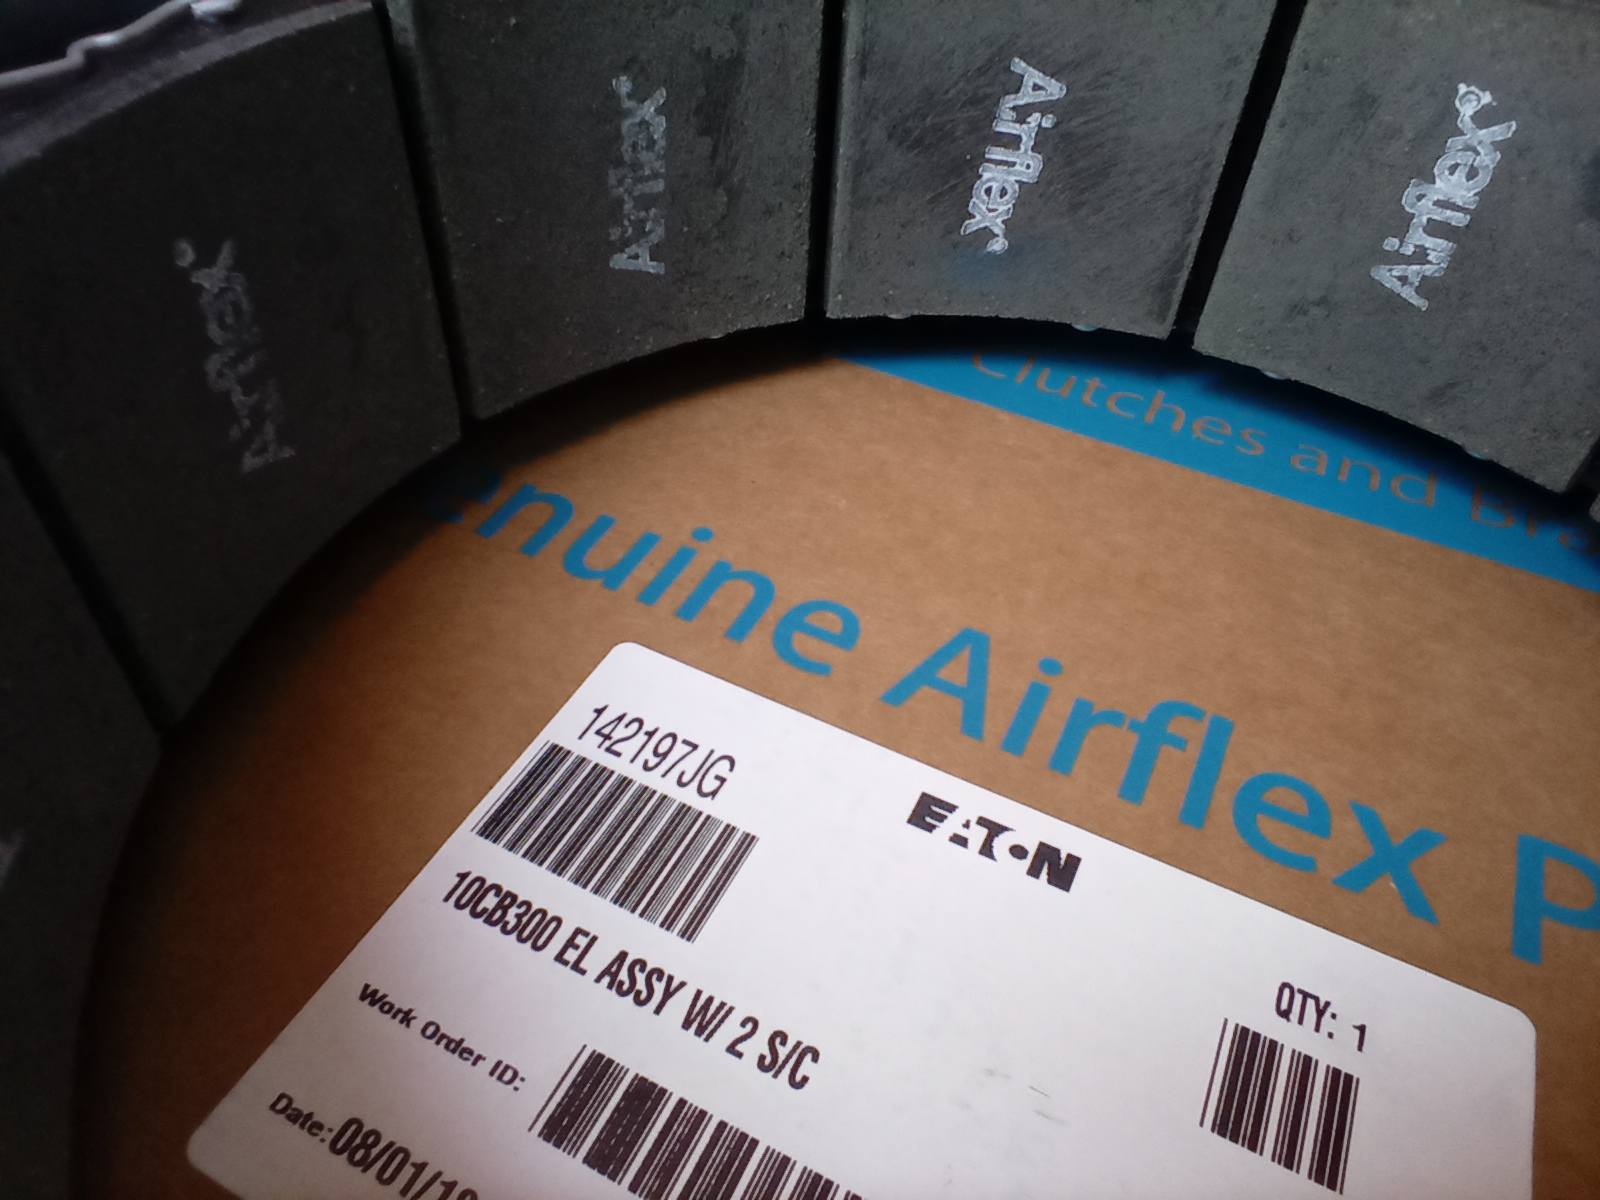 Airflex
Airflex
Airflex
Airflex
Clutches and
enuine Airflex P
142197JG
EATON
10CB300 EL ASSY W/ 2 S/C
QTY: 1
Work Order ID:
Date: 08/01/1